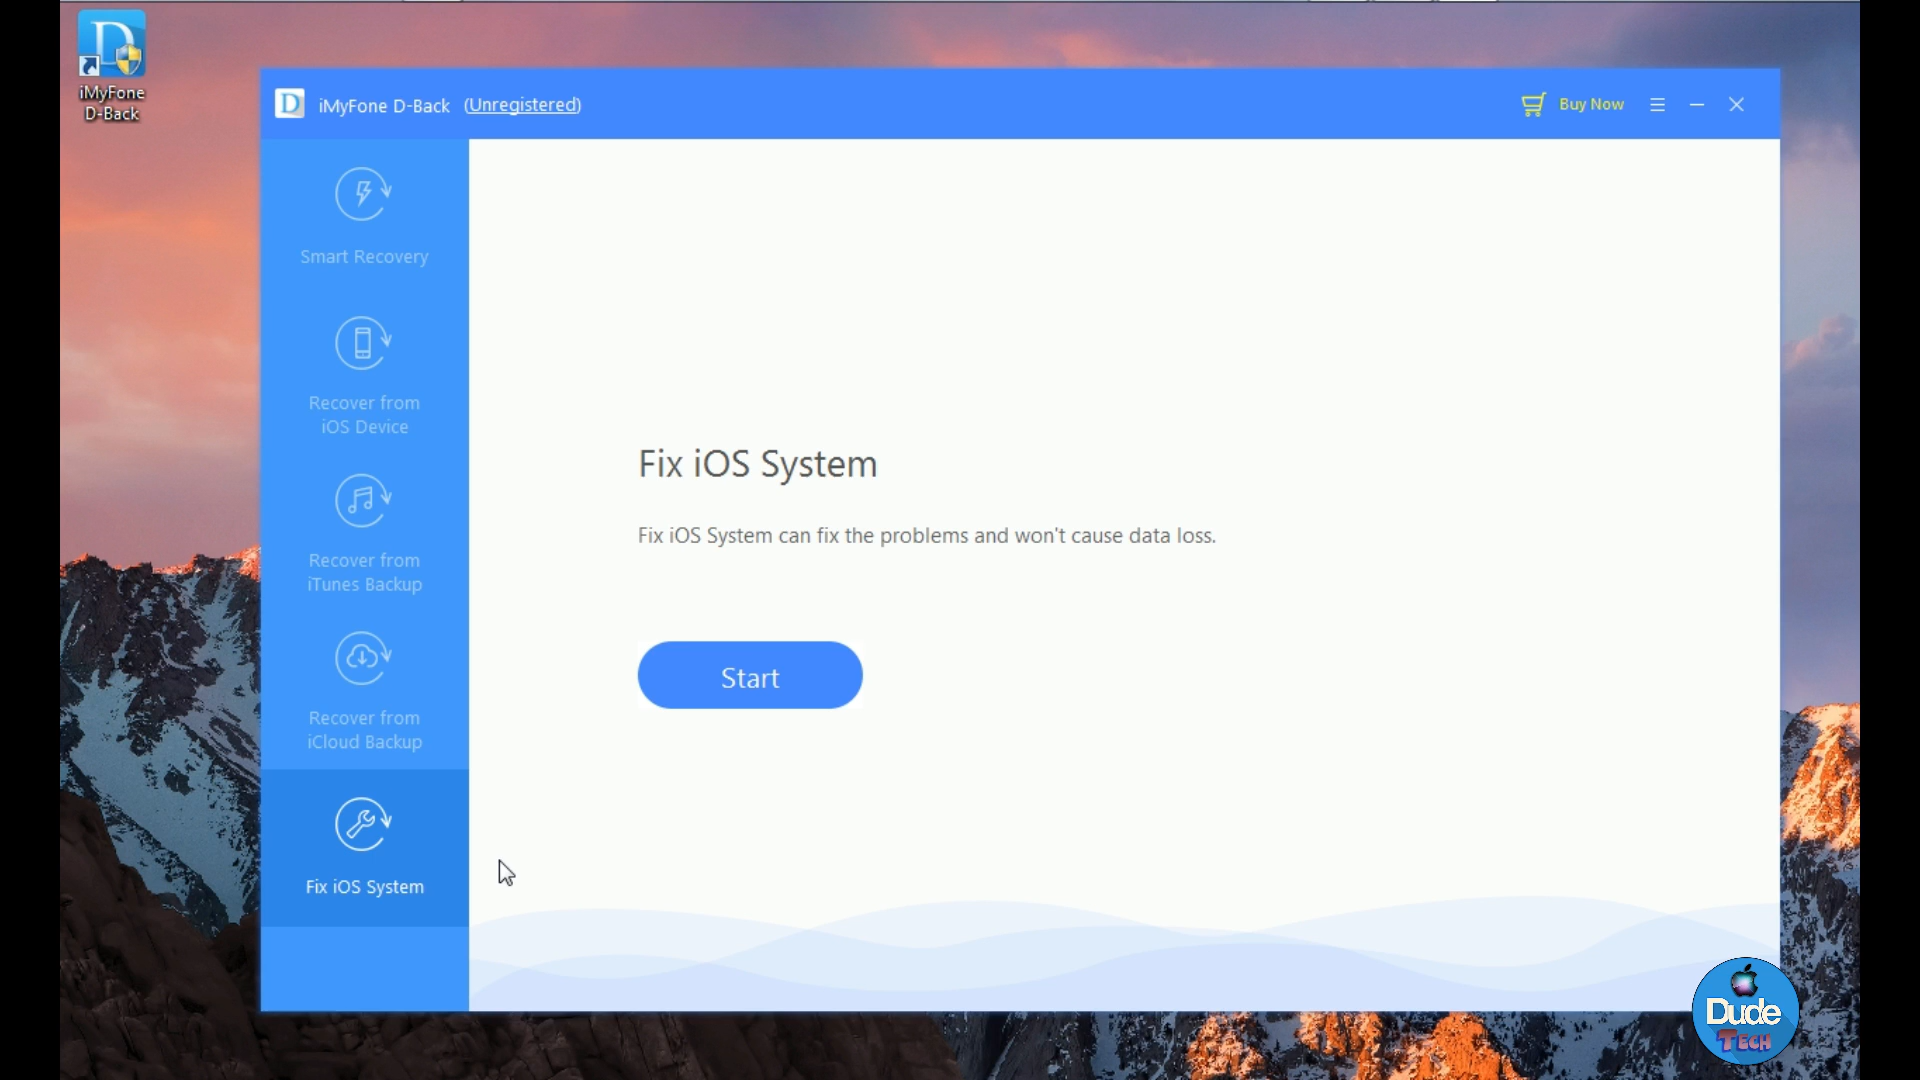 iMyFone
D-Back
iMyFone D-Back (Unregistered)
Buy Now
Smart Recovery
Recover from
iOS Device
Recover from
iTunes Backup
Recover from
iCloud Backup
Fix iOS System
Fix iOS System
Fix iOS System can fix the problems and won't cause data loss.
Start
Dude
TECH